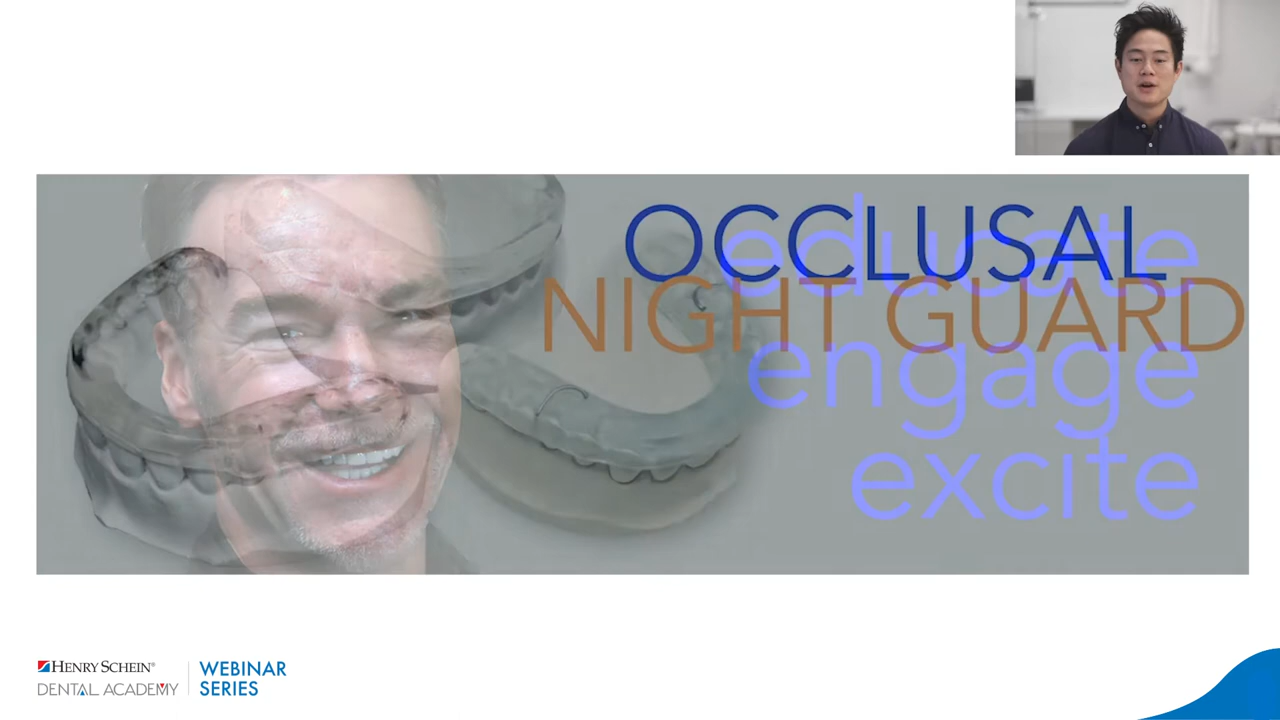 OCCLUSAL
educate
NIGHT GUARD
engage
excite
HENRY SCHEIN®
DENTAL ACADEMY
WEBINAR
SERIES